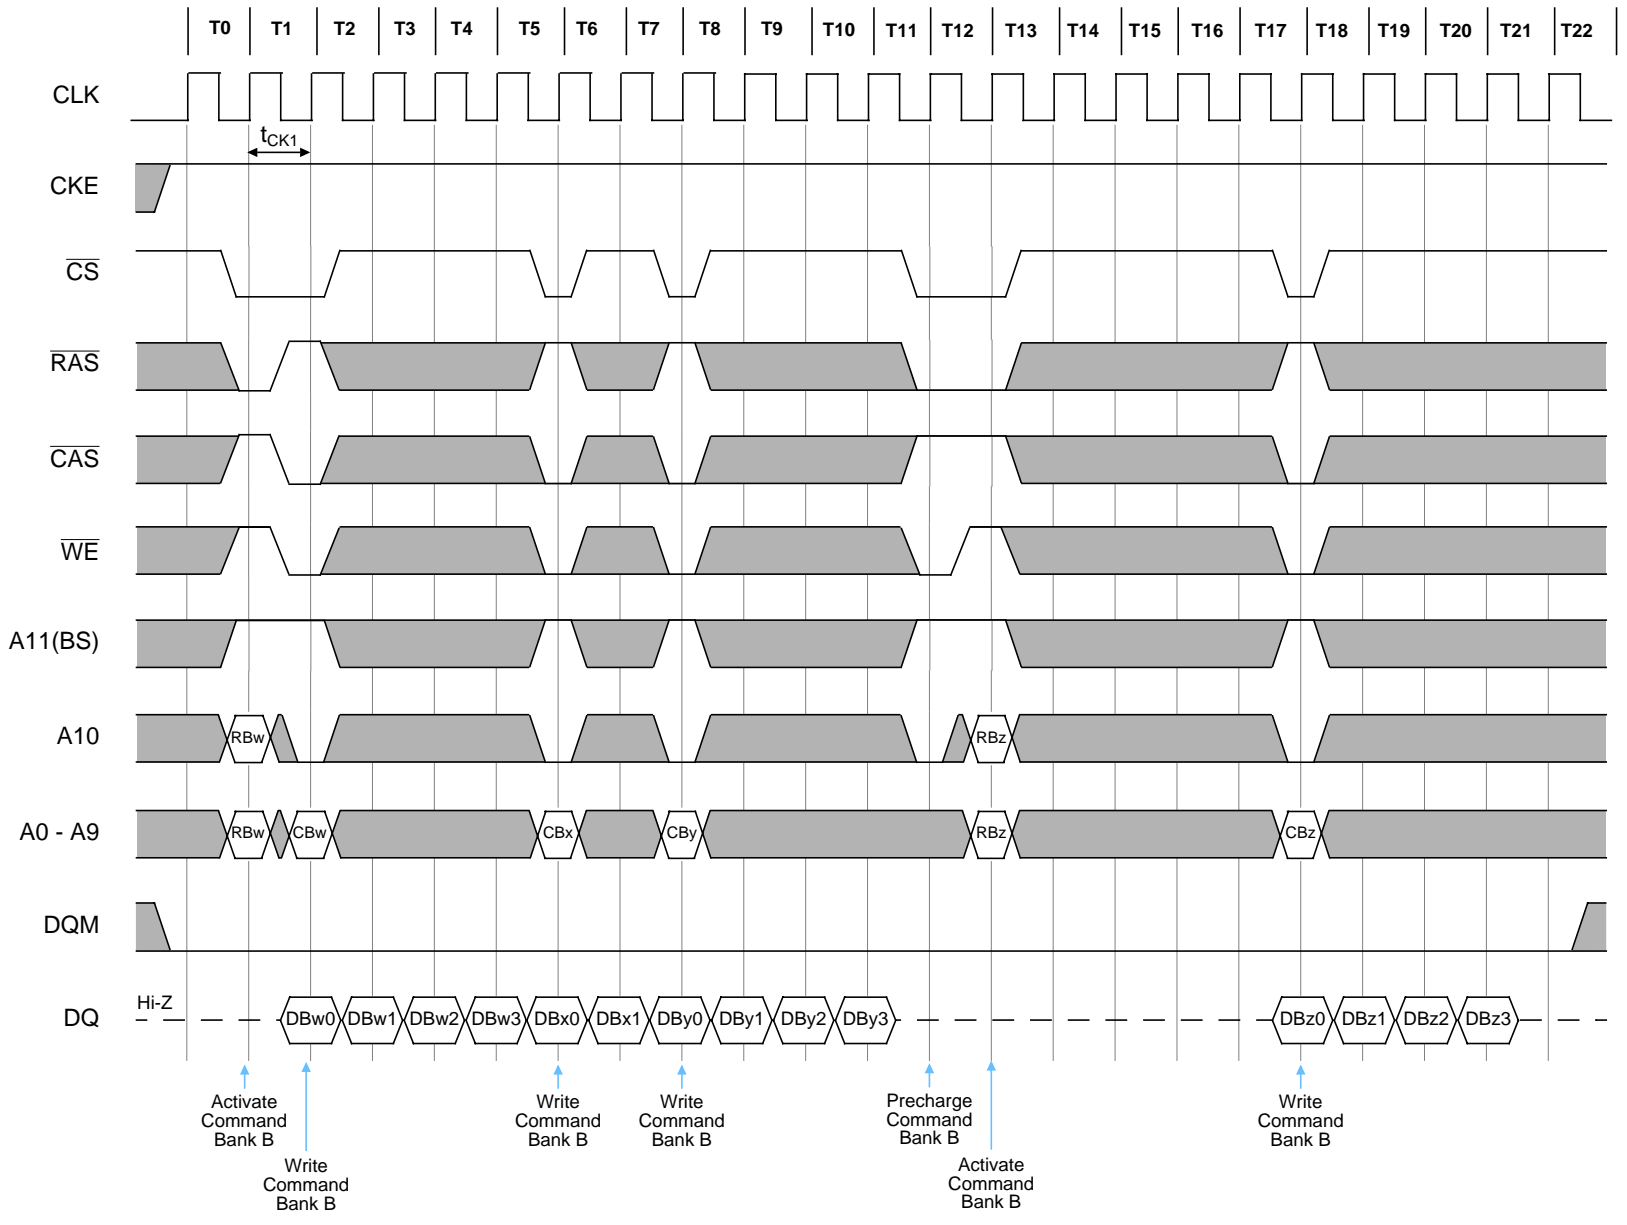 T0 T1 T2 T3 T4 T5 T6 T7 T8 T9 T10 T11 T12 T13 T14 T15 T16 T17 T18 T19 T20 T21 T22
CLK
tCK1
CKE
CS
RAS
CAS
WE
A11(BS)
A10
RBw RBz
A0 - A9
RBw CBw CBx CBy RBz CBz
DQM
DQ
Hi-Z
DBw0 DBw1 DBw2 DBw3 DBx0 DBx1 DBy0 DBy1 DBy2 DBy3 DBz0 DBz1 DBz2 DBz3
Activate
Command
Bank B
Write
Command
Bank B
Write
Command
Bank B
Write
Command
Bank B
Precharge
Command
Bank B
Activate
Command
Bank B
Write
Command
Bank B